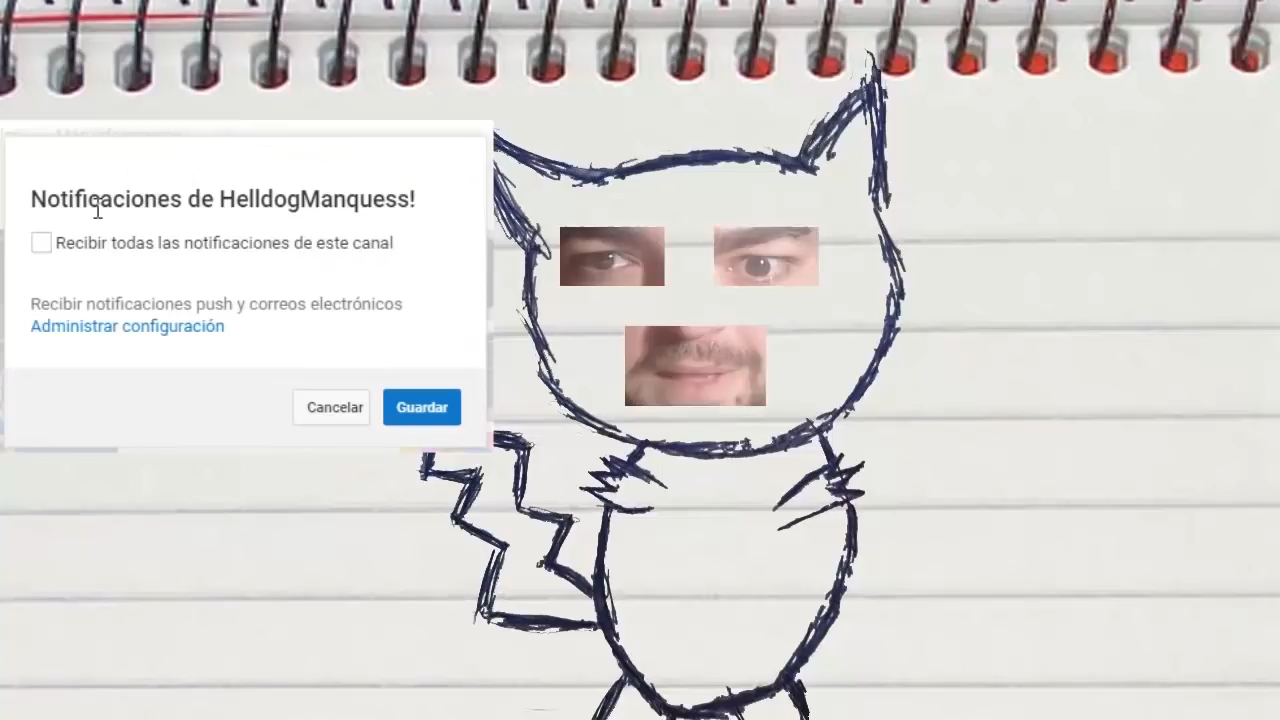 Notificaciones de HelldogManquess!
Recibir todas las notificaciones de este canal
Recibir notificaciones push y correos electrónicos
Administrar configuración
Cancelar
Guardar